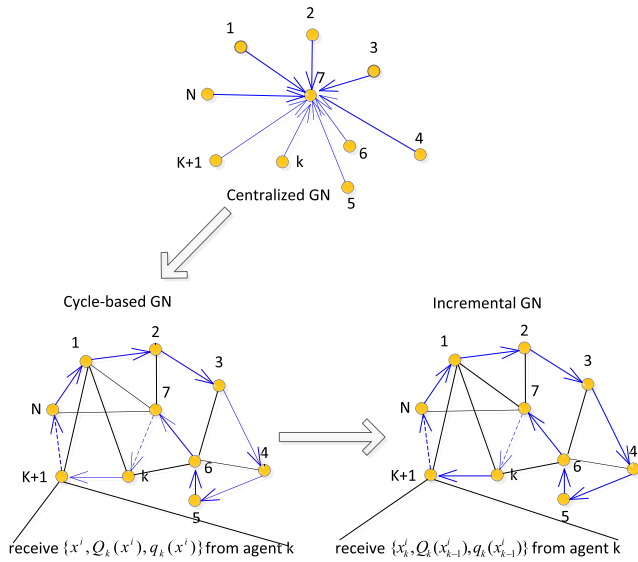 1
2
3
7
N
4
K+1
k
6
5
Centralized GN
Cycle-based GN
1
2
3
7
N
K+1
k
6
4
5
receive {x^i, Q_k(x^i), q_k(x^i)} from agent k
Incremental GN
1
2
3
7
N
K+1
k
6
4
5
receive {x_k^i, Q_k(x_{k-1}^i), q_k(x_{k-1}^i)} from agent k